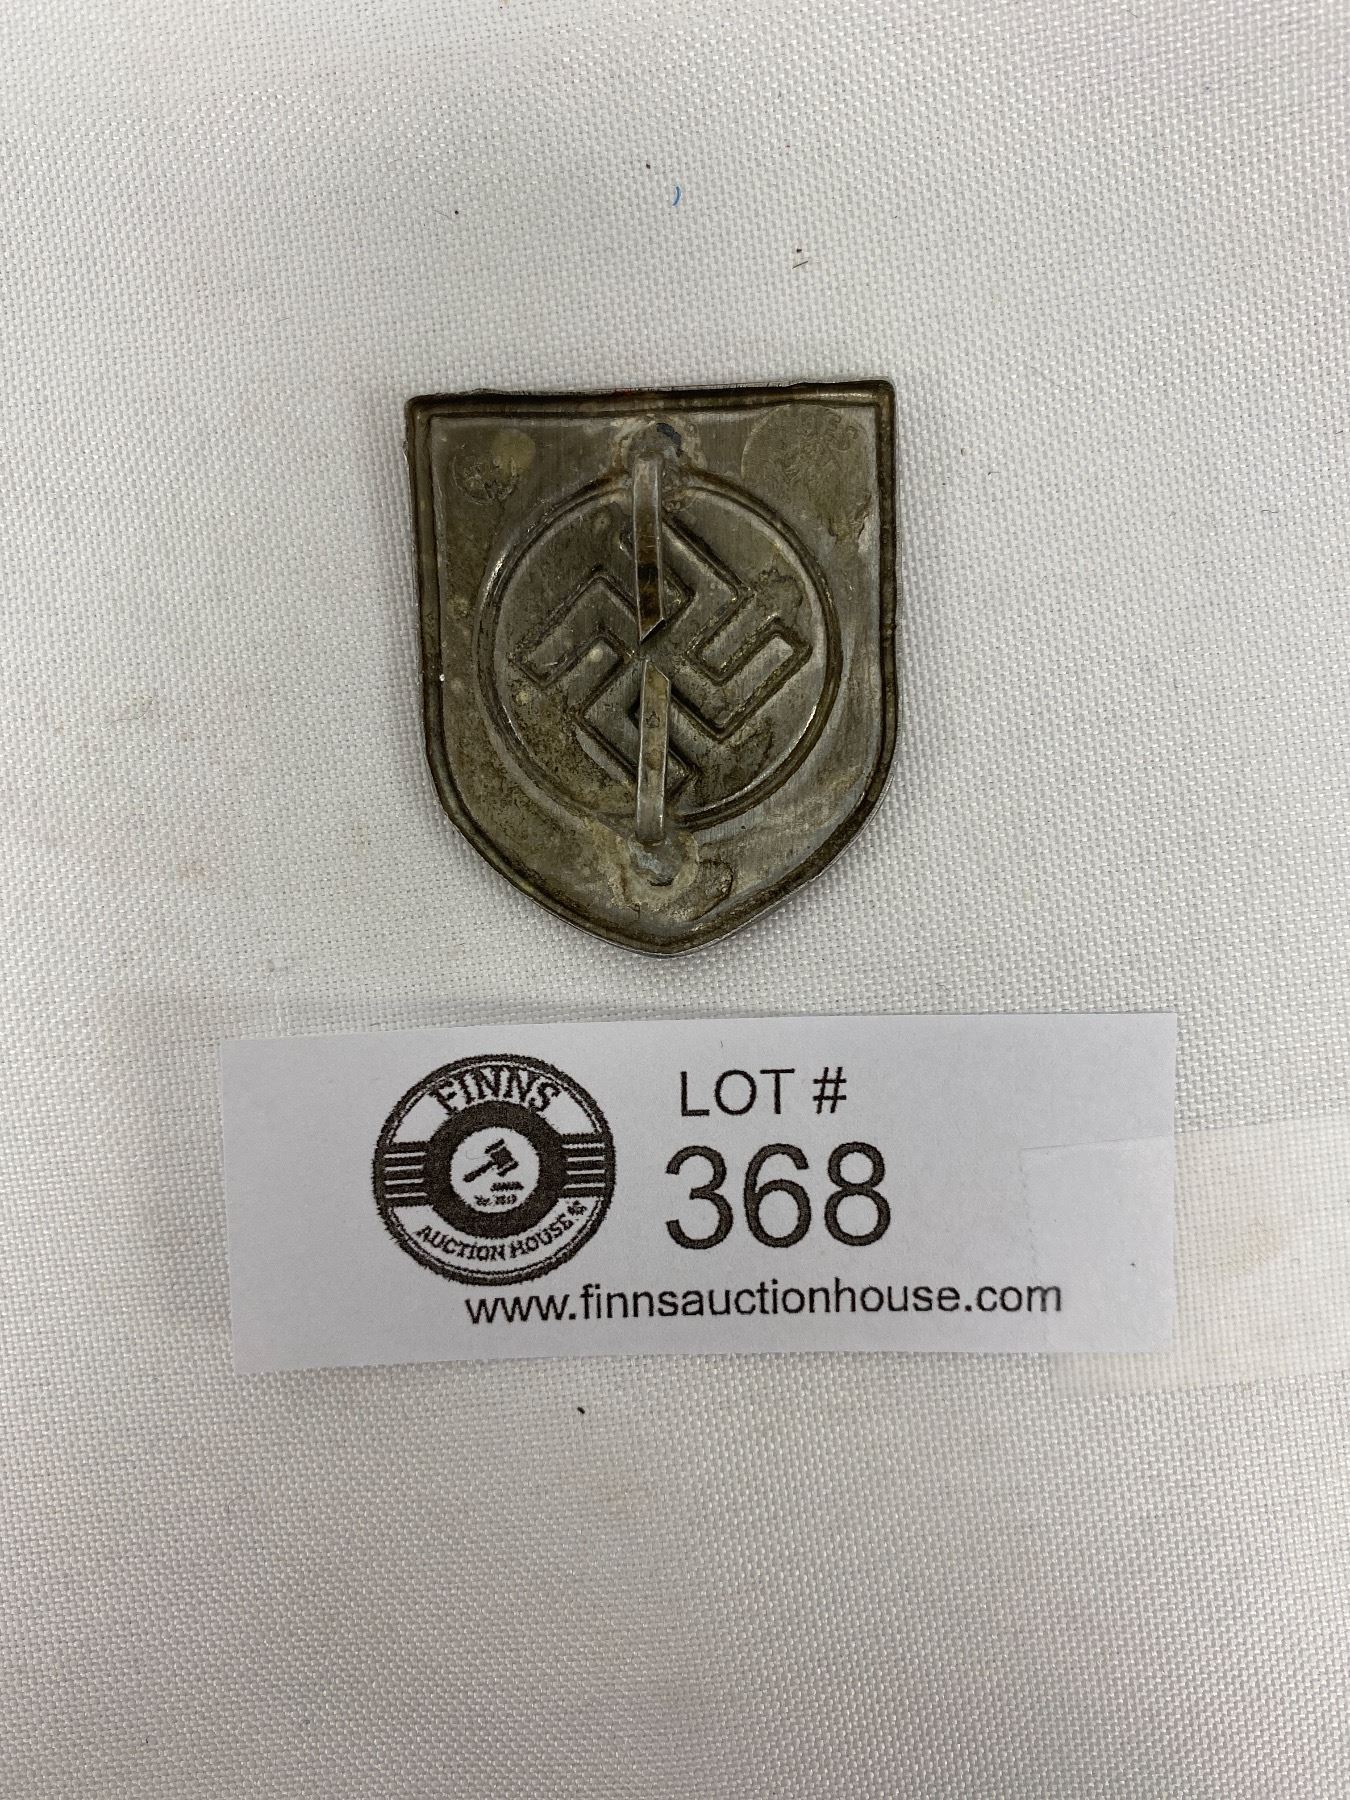 FINNS
AUCTION HOUSE
LOT #
368
www.finnsauctionhouse.com